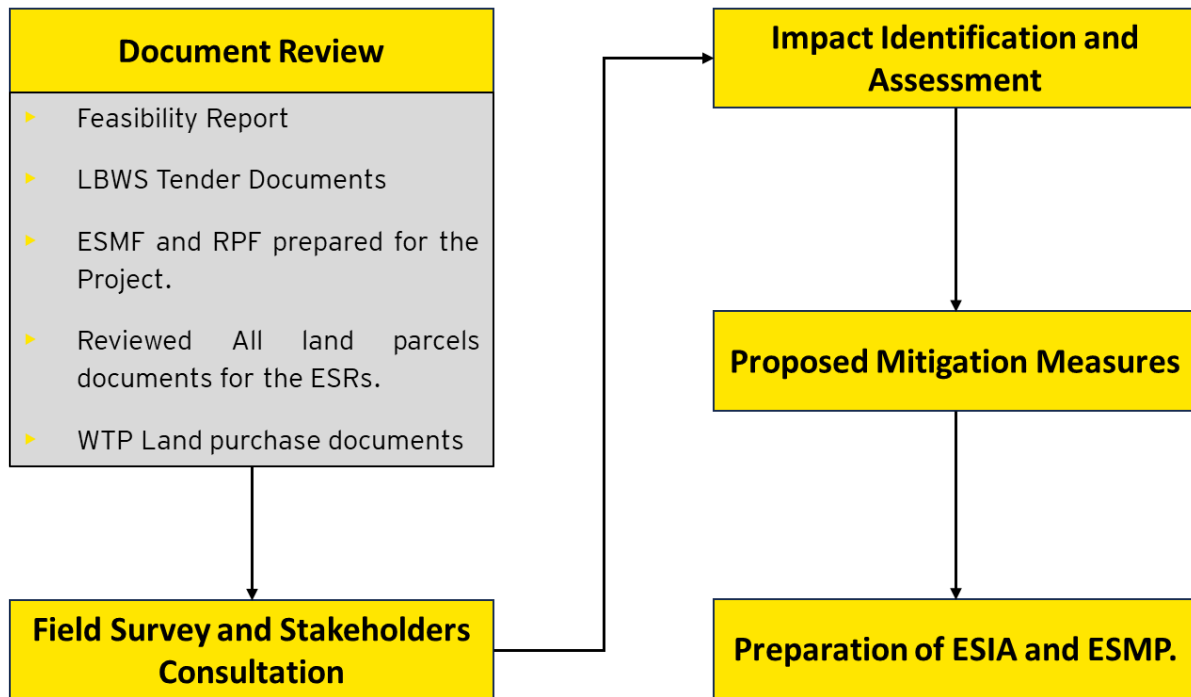 Document Review
Feasibility Report
LBWS Tender Documents
ESMF and RPF prepared for the
Project.
Reviewed All land parcels
documents for the ESRs.
WTP Land purchase documents
Field Survey and Stakeholders
Consultation
Impact Identification and
Assessment
Proposed Mitigation Measures
Preparation of ESIA and ESMP.